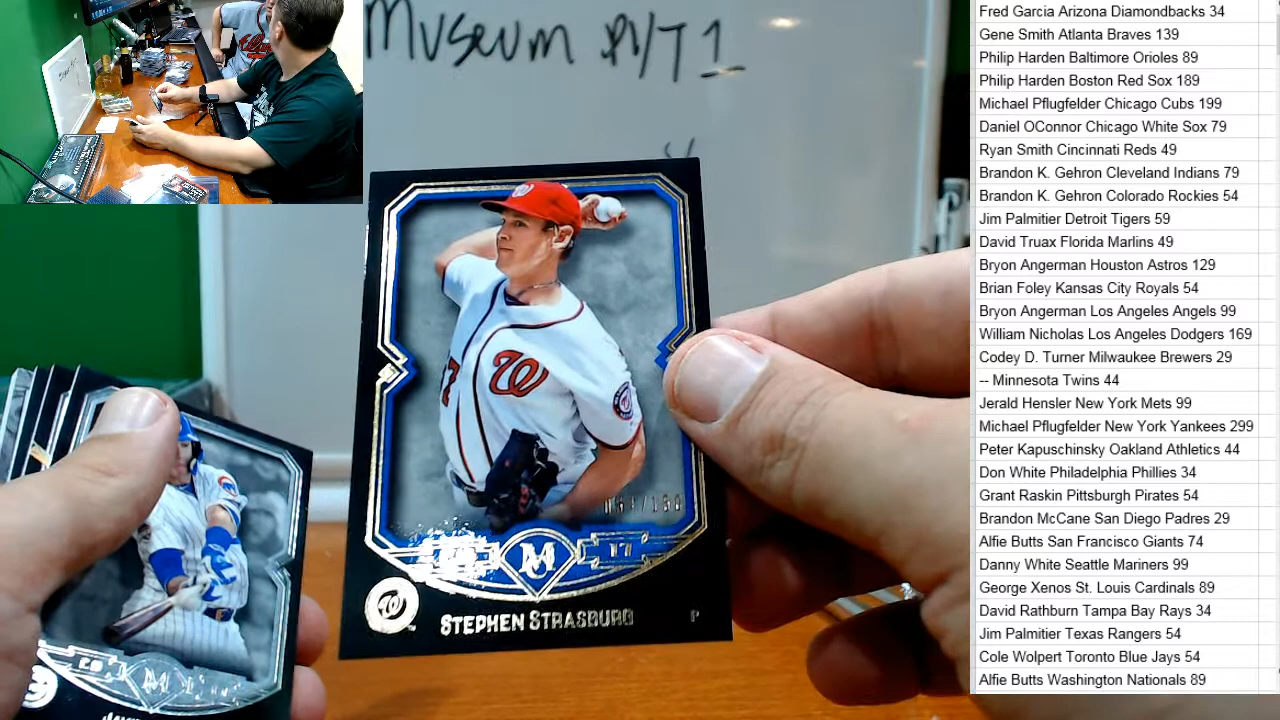 Museum
STEPHEN STRASBURG P
17
Fred Garcia Arizona Diamondbacks 34
Gene Smith Atlanta Braves 139
Philip Harden Baltimore Orioles 89
Philip Harden Boston Red Sox 189
Michael Pflugfelder Chicago Cubs 199
Daniel OConnor Chicago White Sox 79
Ryan Smith Cincinnati Reds 49
Brandon K. Gehron Cleveland Indians 79
Brandon K. Gehron Colorado Rockies 54
Jim Palmitier Detroit Tigers 59
David Truax Florida Marlins 49
Bryon Angerman Houston Astros 129
Brian Foley Kansas City Royals 54
Bryon Angerman Los Angeles Angels 99
William Nicholas Los Angeles Dodgers 169
Codey D. Turner Milwaukee Brewers 29
-- Minnesota Twins 44
Jerald Hensler New York Mets 99
Michael Pflugfelder New York Yankees 299
Peter Kapuschinsky Oakland Athletics 44
Don White Philadelphia Phillies 34
Grant Raskin Pittsburgh Pirates 54
Brandon McCane San Diego Padres 29
Alfie Butts San Francisco Giants 74
Danny White Seattle Mariners 99
George Xenos St. Louis Cardinals 89
David Rathburn Tampa Bay Rays 34
Jim Palmitier Texas Rangers 54
Cole Wolpert Toronto Blue Jays 54
Alfie Butts Washington Nationals 89